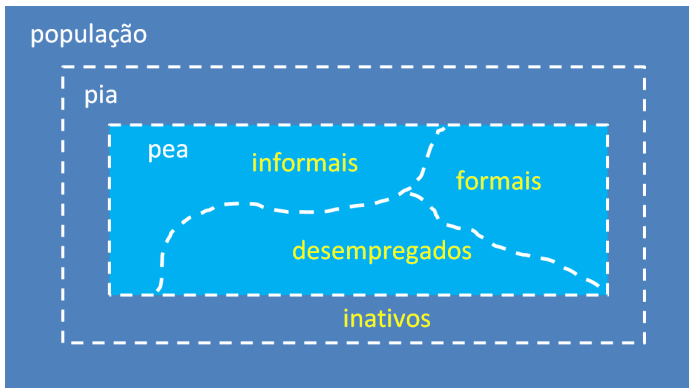 população
pia
pea
informais
formais
desempregados
inativos